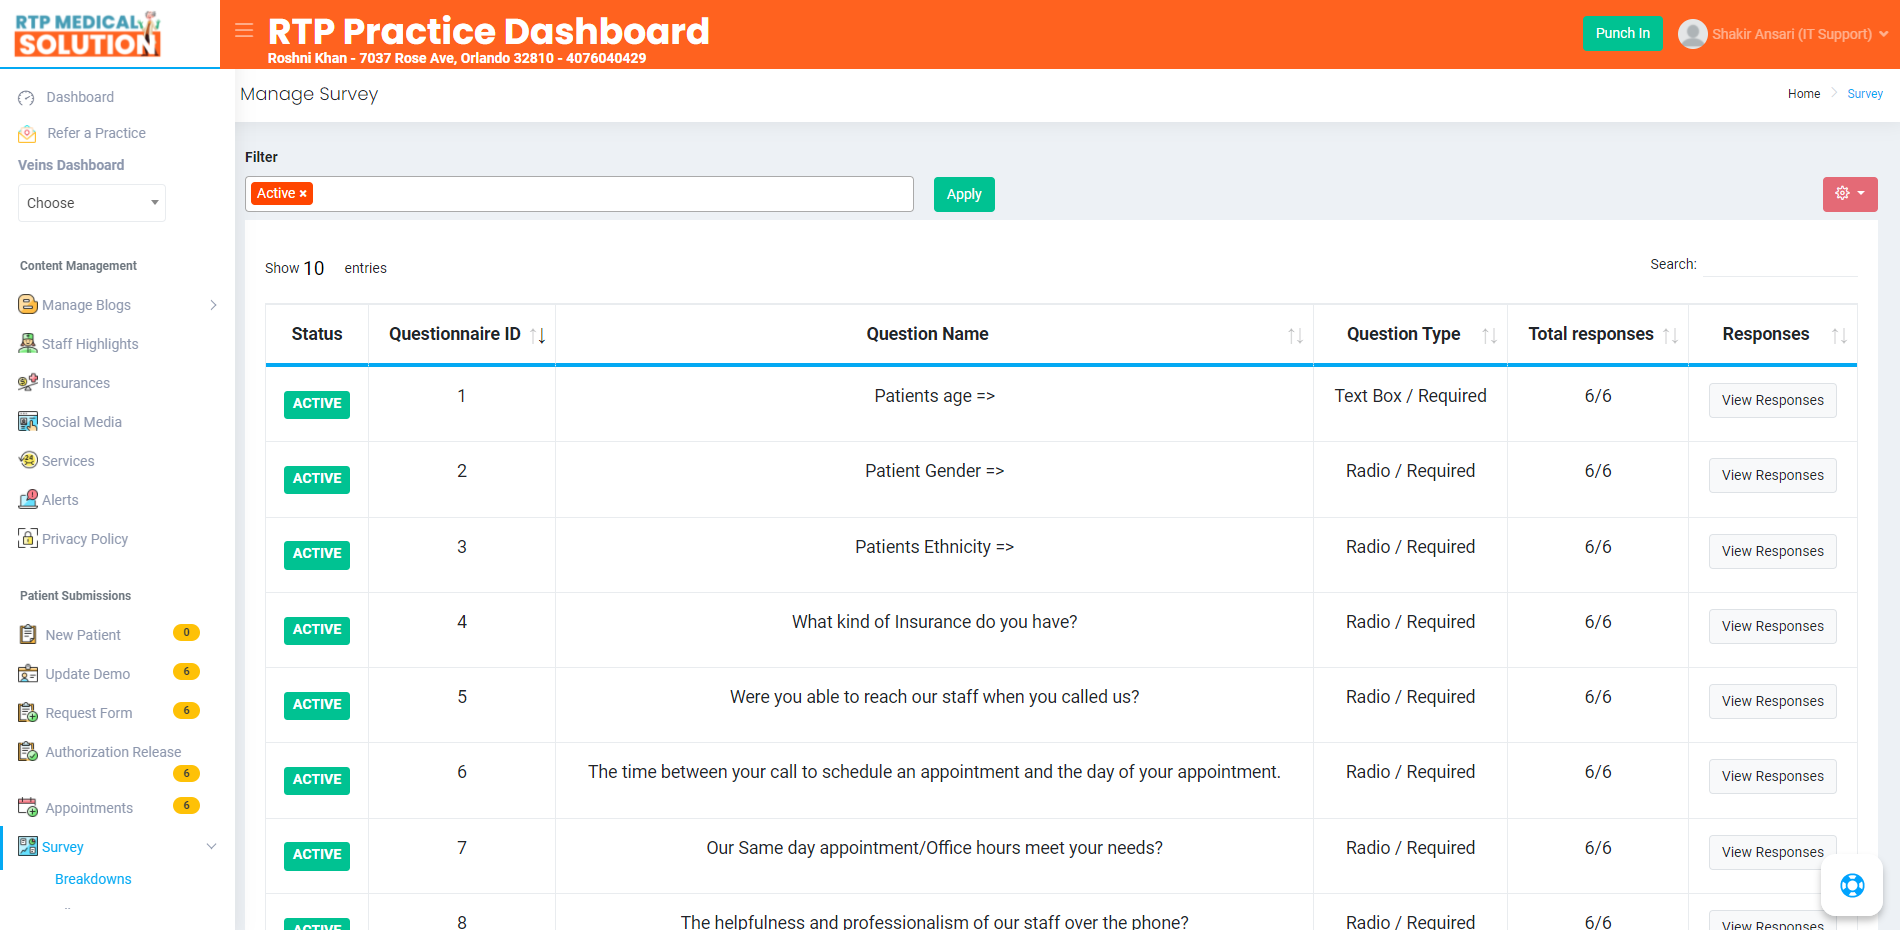 RTP MEDICAL
SOLUTION
RTP Practice Dashboard
Roshni Khan - 7037 Rose Ave, Orlando 32810 - 4076040429
Punch In
Shakir Ansari (IT Support)
Dashboard
Refer a Practice
Veins Dashboard
Choose
Content Management
Manage Blogs
Staff Highlights
Insurances
Social Media
Services
Alerts
Privacy Policy
Patient Submissions
New Patient 0
Update Demo 6
Request Form 6
Authorization Release
6
Appointments 6
Survey
Breakdowns
Manage Survey
Home Survey
Filter
Active ×
Apply
Show 10 entries
Search:
Status Questionnaire ID Question Name Question Type Total responses Responses
ACTIVE 1 Patients age => Text Box / Required 6/6 View Responses
ACTIVE 2 Patient Gender => Radio / Required 6/6 View Responses
ACTIVE 3 Patients Ethnicity => Radio / Required 6/6 View Responses
ACTIVE 4 What kind of Insurance do you have? Radio / Required 6/6 View Responses
ACTIVE 5 Were you able to reach our staff when you called us? Radio / Required 6/6 View Responses
ACTIVE 6 The time between your call to schedule an appointment and the day of your appointment. Radio / Required 6/6 View Responses
ACTIVE 7 Our Same day appointment/Office hours meet your needs? Radio / Required 6/6 View Responses
ACTIVE 8 The helpfulness and professionalism of our staff over the phone? Radio / Required 6/6 View Responses